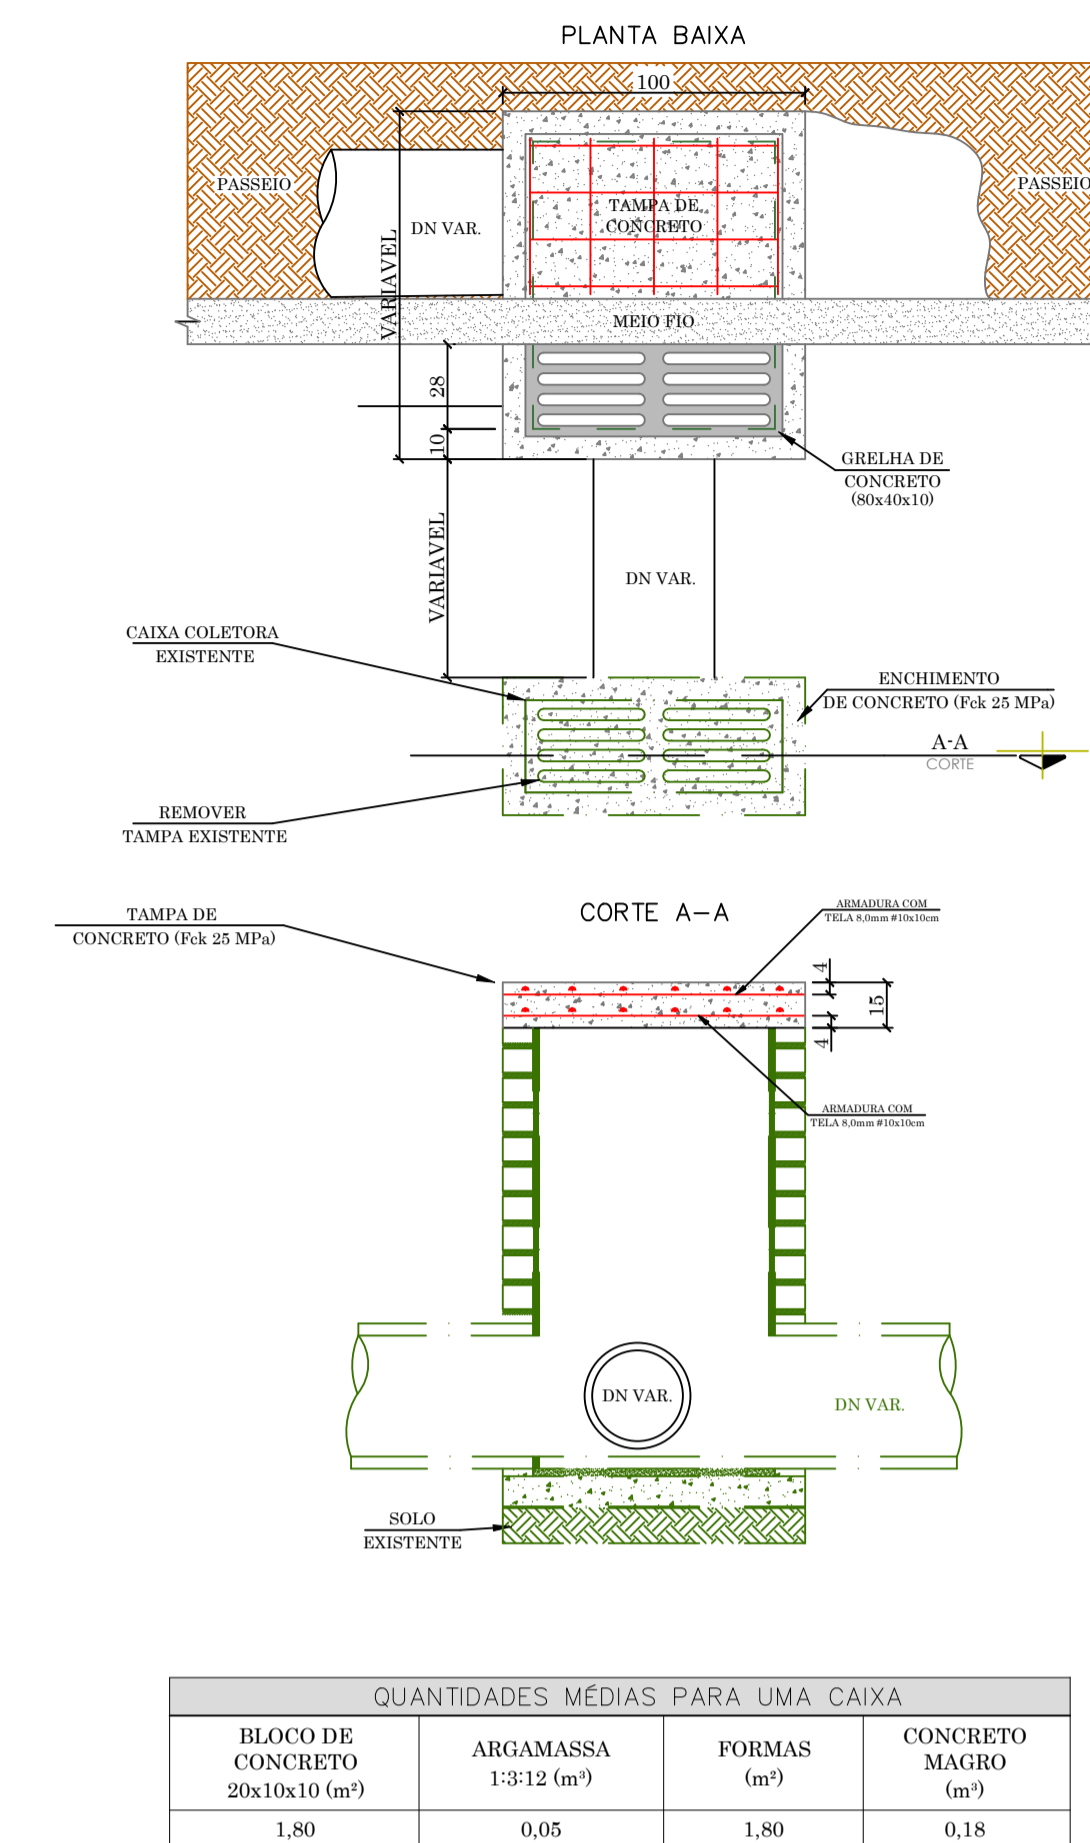 PLANTA BAIXA
100
PASSEIO
PASSEIO
DN VAR.
VARIAVEL
TAMPA DE
CONCRETO
MEIO FIO
28
10
GRELHA DE
CONCRETO
(80x40x10)
VARIAVEL
DN VAR.
CAIXA COLETORA
EXISTENTE
ENCHIMENTO
DE CONCRETO (Fck 25 MPa)
A-A
CORTE
REMOVER
TAMPA EXISTENTE
CORTE A-A
TAMPA DE
CONCRETO (Fck 25 MPa)
ARMADURA COM
TELA 8,0mm #10x10cm
4
15
4
ARMADURA COM
TELA 8,0mm #10x10cm
DN VAR.
DN VAR.
SOLO
EXISTENTE
QUANTIDADES MÉDIAS PARA UMA CAIXA
BLOCO DE
CONCRETO
20x10x10 (m²)
ARGAMASSA
1:3:12 (m³)
FORMAS
(m²)
CONCRETO
MAGRO
(m³)
1,80
0,05
1,80
0,18